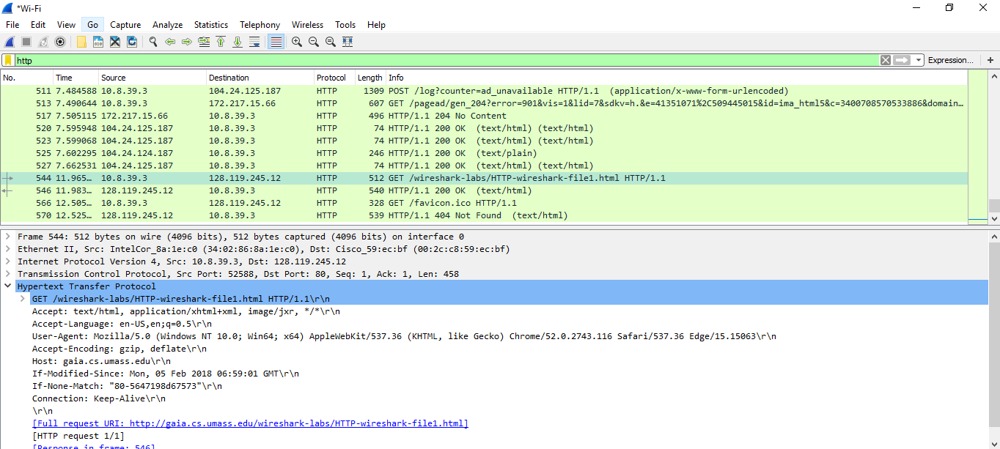 *Wi-Fi
File Edit View Go Capture Analyze Statistics Telephony Wireless Tools Help
http Expression... +
No. Time Source Destination Protocol Length Info
511 7.484588 10.8.39.3 104.24.125.187 HTTP 1309 POST /log?counter=ad_unavailable HTTP/1.1 (application/x-www-form-urlencoded)
513 7.490644 10.8.39.3 172.217.15.66 HTTP 607 GET /pagead/gen_204?error=901&vis=1&lid=7&sdkv=h.&e=41351071%2C509445015&id=ima_html5&c=3400708570533886&domain...
517 7.505115 172.217.15.66 10.8.39.3 HTTP 496 HTTP/1.1 204 No Content
520 7.595948 104.24.125.187 10.8.39.3 HTTP 74 HTTP/1.1 200 OK (text/html) (text/html)
523 7.599068 104.24.125.187 10.8.39.3 HTTP 74 HTTP/1.1 200 OK (text/html) (text/html)
525 7.602295 104.24.124.187 10.8.39.3 HTTP 246 HTTP/1.1 200 OK (text/plain)
527 7.662531 104.24.125.187 10.8.39.3 HTTP 74 HTTP/1.1 200 OK (text/html) (text/html)
544 11.965... 10.8.39.3 128.119.245.12 HTTP 512 GET /wireshark-labs/HTTP-wireshark-file1.html HTTP/1.1
546 11.983... 128.119.245.12 10.8.39.3 HTTP 540 HTTP/1.1 200 OK (text/html)
566 12.505... 10.8.39.3 128.119.245.12 HTTP 328 GET /favicon.ico HTTP/1.1
570 12.525... 128.119.245.12 10.8.39.3 HTTP 539 HTTP/1.1 404 Not Found (text/html)
Frame 544: 512 bytes on wire (4096 bits), 512 bytes captured (4096 bits) on interface 0
Ethernet II, Src: IntelCor_8a:1e:c0 (34:02:86:8a:1e:c0), Dst: Cisco_59:ec:bf (00:2c:c8:59:ec:bf)
Internet Protocol Version 4, Src: 10.8.39.3, Dst: 128.119.245.12
Transmission Control Protocol, Src Port: 52588, Dst Port: 80, Seq: 1, Ack: 1, Len: 458
Hypertext Transfer Protocol
GET /wireshark-labs/HTTP-wireshark-file1.html HTTP/1.1\r\n
Accept: text/html, application/xhtml+xml, image/jxr, */*\r\n
Accept-Language: en-US,en;q=0.5\r\n
User-Agent: Mozilla/5.0 (Windows NT 10.0; Win64; x64) AppleWebKit/537.36 (KHTML, like Gecko) Chrome/52.0.2743.116 Safari/537.36 Edge/15.15063\r\n
Accept-Encoding: gzip, deflate\r\n
Host: gaia.cs.umass.edu\r\n
If-Modified-Since: Mon, 05 Feb 2018 06:59:01 GMT\r\n
If-None-Match: "80-5647198d67573"\r\n
Connection: Keep-Alive\r\n
\r\n
[Full request URI: http://gaia.cs.umass.edu/wireshark-labs/HTTP-wireshark-file1.html]
[HTTP request 1/1]
[Response in frame: 546]